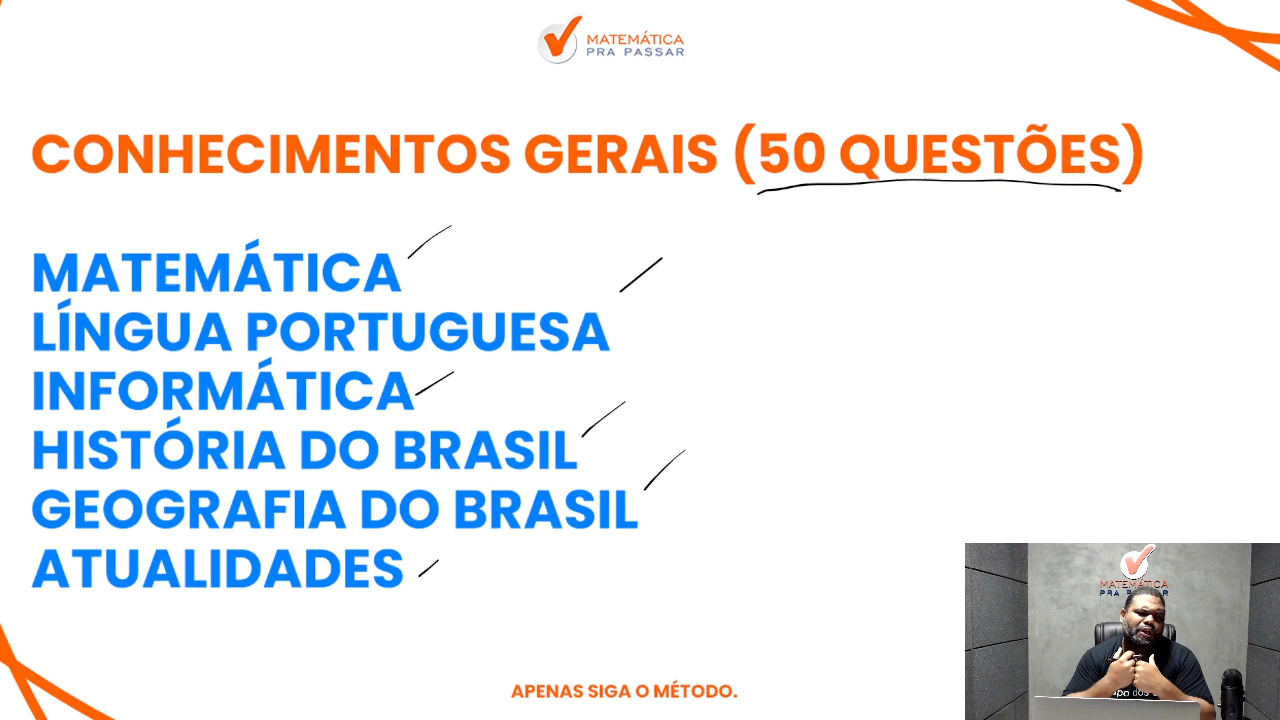 MATEMÁTICA
PRA PASSAR
CONHECIMENTOS GERAIS (50 QUESTÕES)
MATEMÁTICA
LÍNGUA PORTUGUESA
INFORMÁTICA
HISTÓRIA DO BRASIL
GEOGRAFIA DO BRASIL
ATUALIDADES
MATEMÁTICA
PRA PASSAR
APENAS SIGA O MÉTODO.